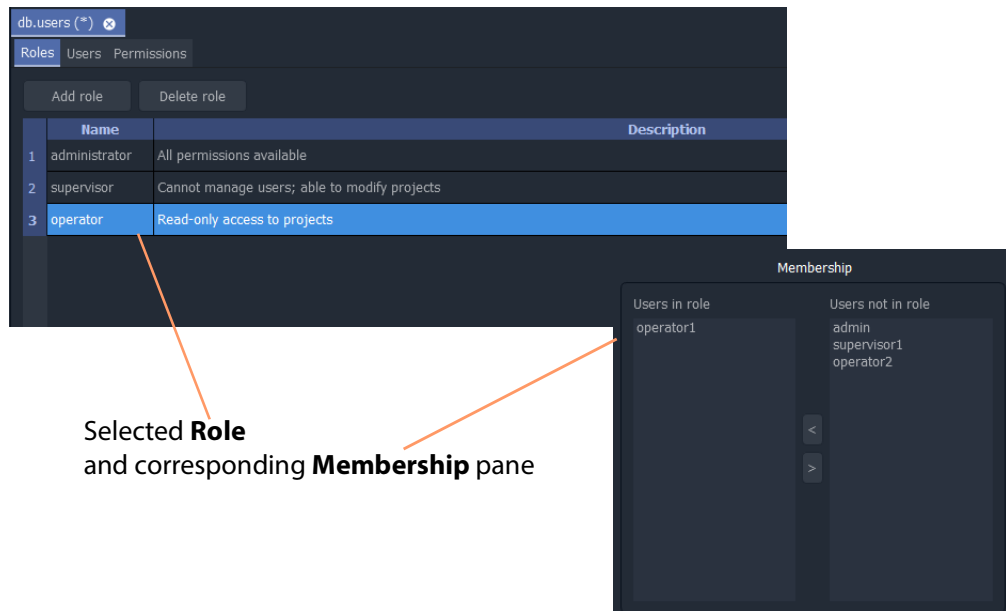 db.users (*)
Roles Users Permissions
Add role Delete role
Name Description
1 administrator All permissions available
2 supervisor Cannot manage users; able to modify projects
3 operator Read-only access to projects
Membership
Users in role Users not in role
operator1 admin
supervisor1
operator2
<
>
Selected Role
and corresponding Membership pane